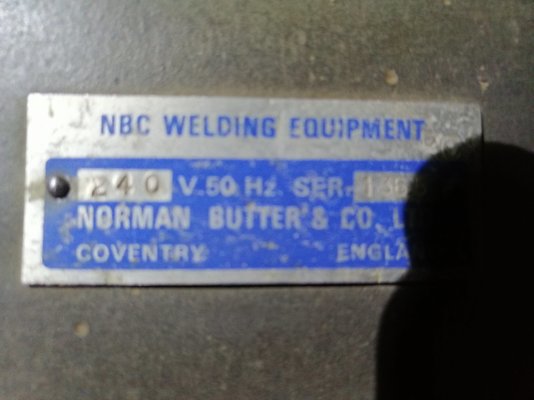 NBC WELDING EQUIPMENT
240 V.50 Hz. SER.
NORMAN BUTTER & CO.
COVENTRY